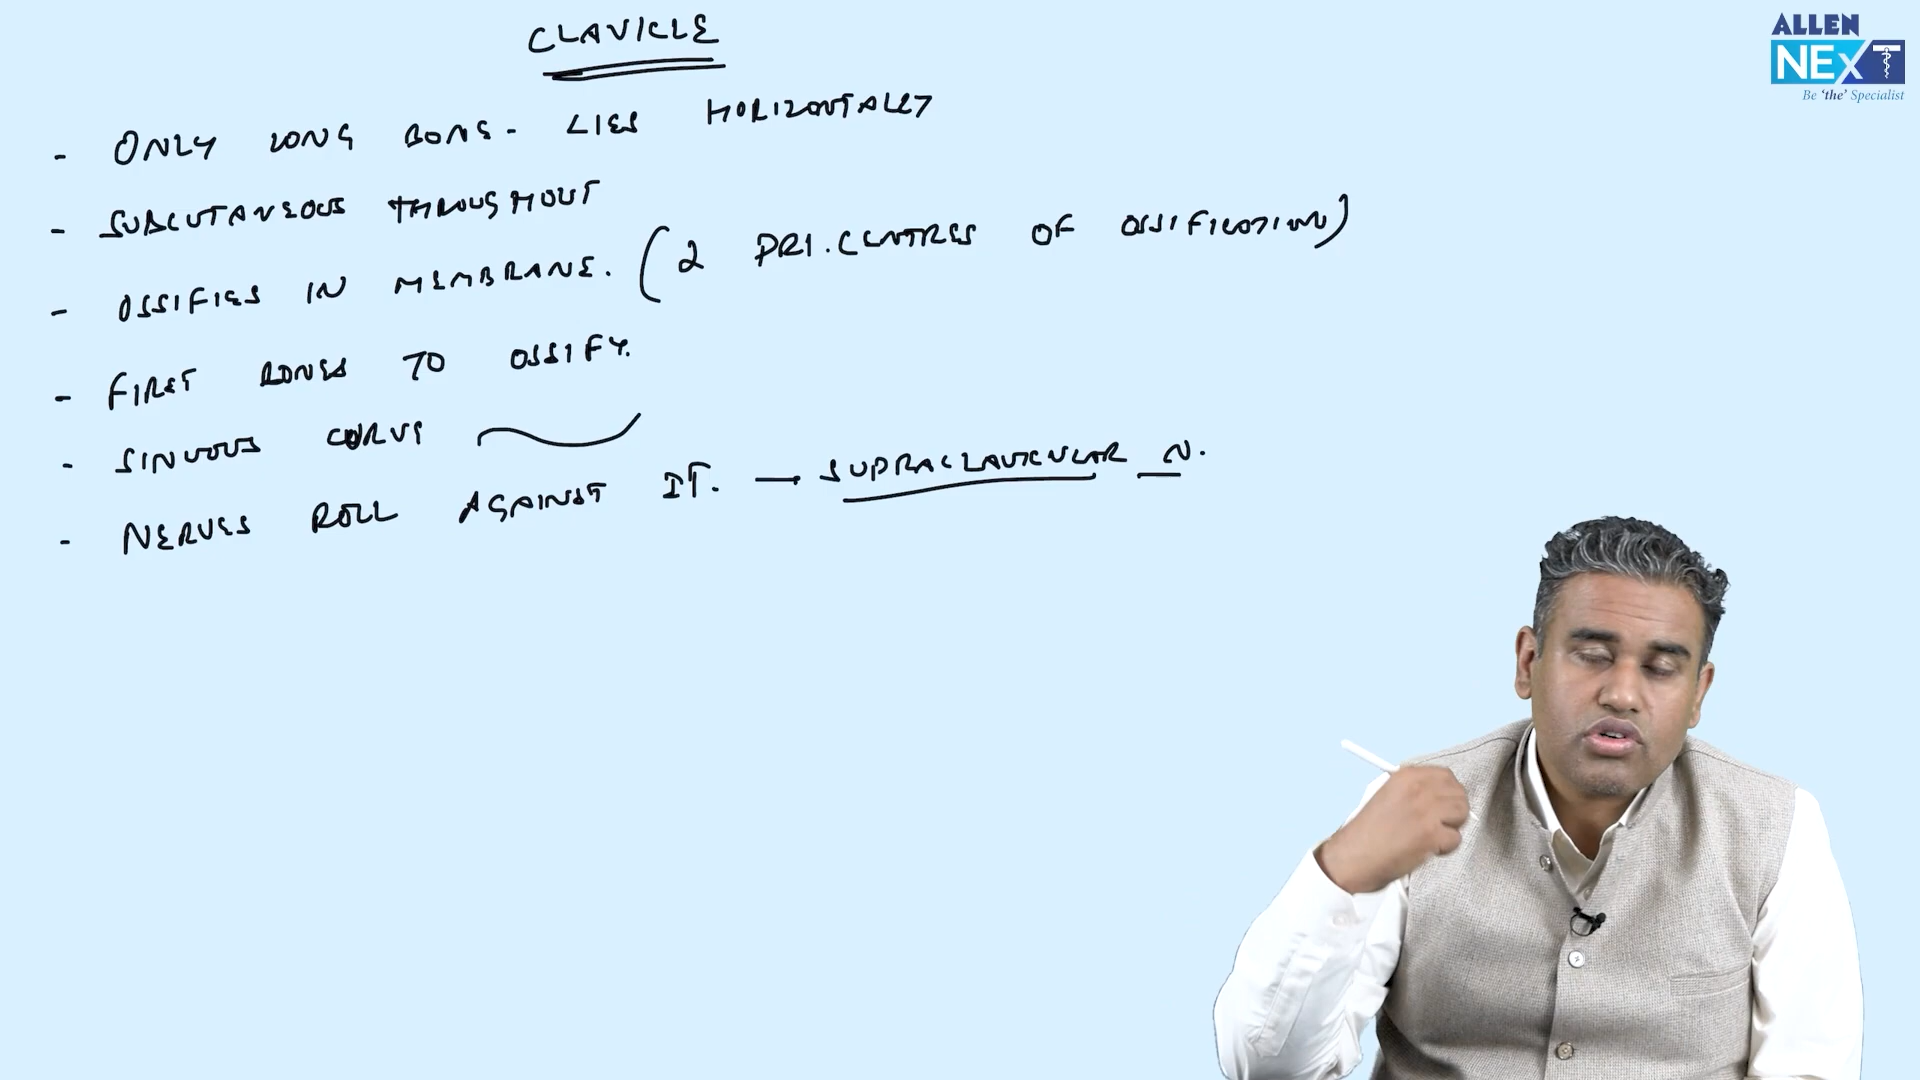 CLAVICLE
- ONLY LONG BONE - LIES HORIZONTALLY
- SUBCUTANEOUS THROUGHOUT
- OSSIFIES IN MEMBRANE. (2 PRI. CENTRES OF OSSIFICATION)
- FIRST BONES TO OSSIFY.
- SINUOUS CURVE
- NERVES ROLL AGAINST IT. → SUPRACLAVICULAR N.
ALLEN
NExT
Be 'the' Specialist